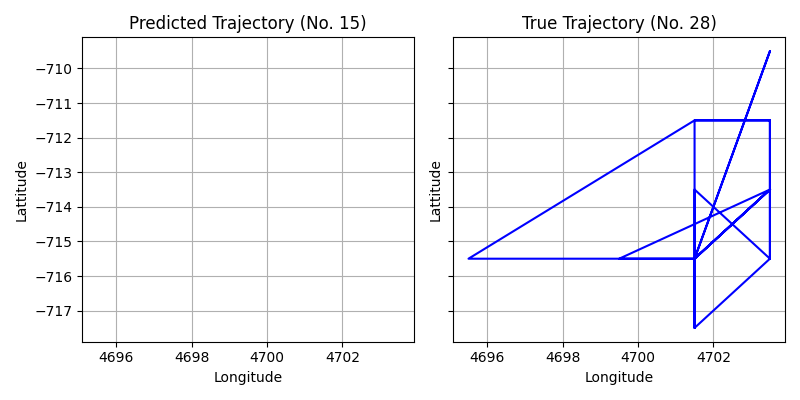 Predicted Trajectory (No. 15)
True Trajectory (No. 28)
Lattitude
−710
−711
−712
−713
−714
−715
−716
−717
4696
4698
4700
4702
Longitude
Lattitude
4696
4698
4700
4702
Longitude